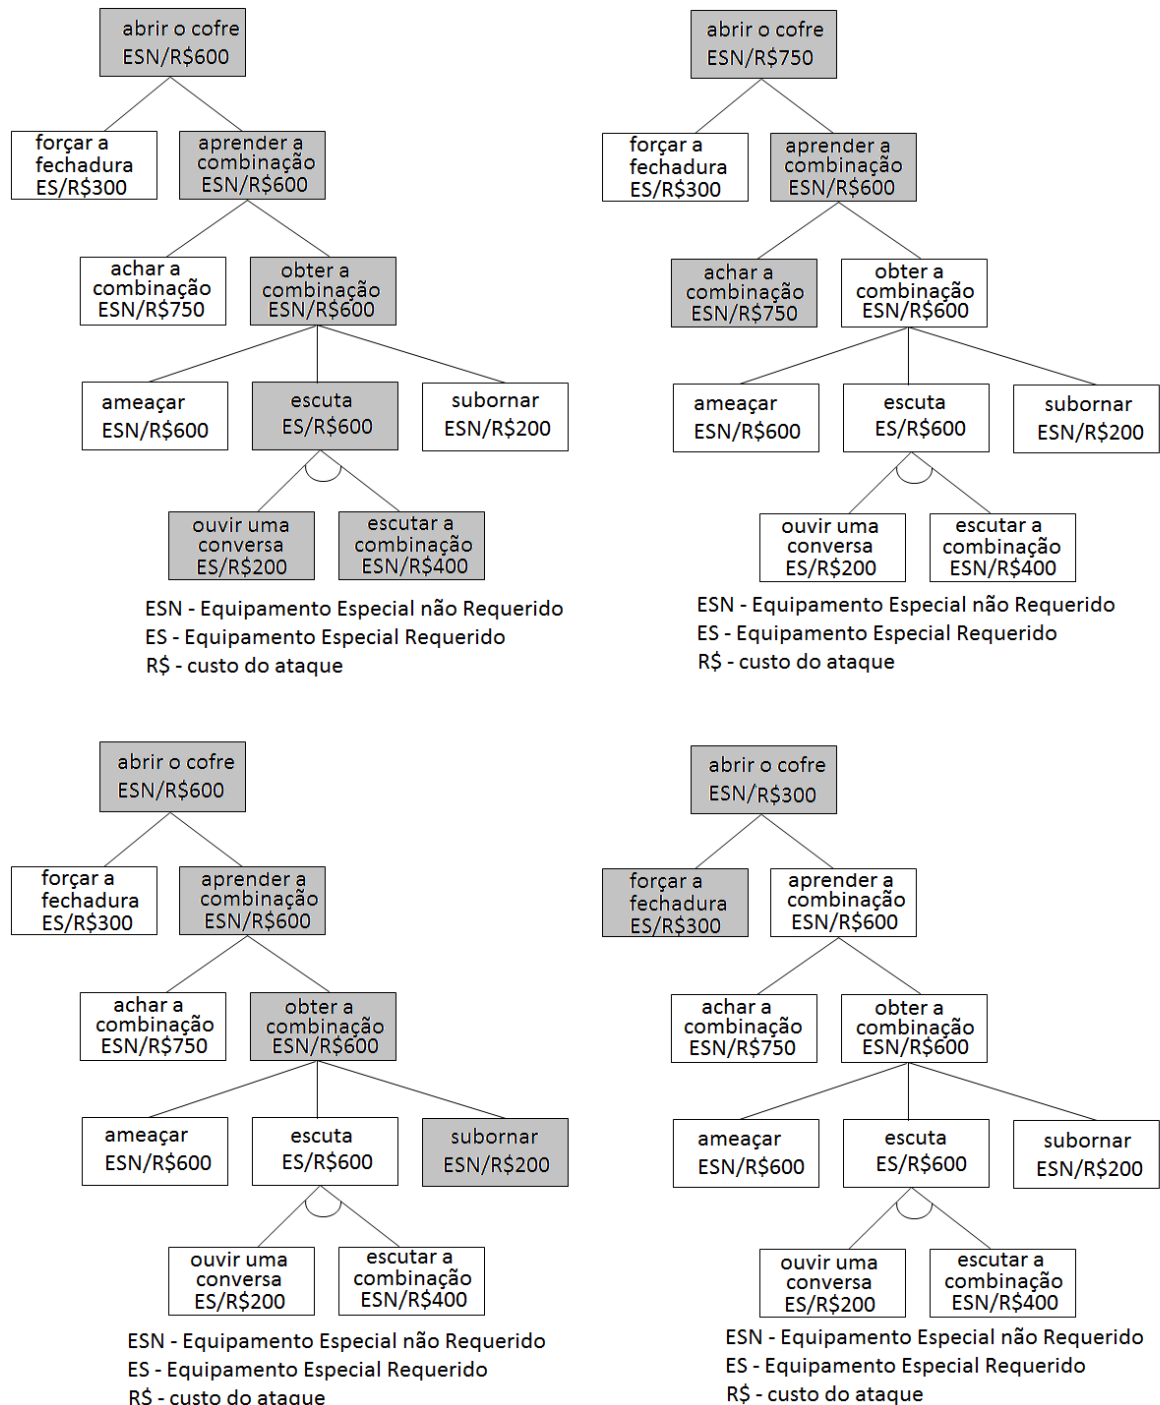 abrir o cofre
ESN/R$600
forçar a
fechadura
ES/R$300
aprender a
combinação
ESN/R$600
achar a
combinação
ESN/R$750
obter a
combinação
ESN/R$600
ameaçar
ESN/R$600
escuta
ES/R$600
subornar
ESN/R$200
ouvir uma
conversa
ES/R$200
escutar a
combinação
ESN/R$400
ESN - Equipamento Especial não Requerido
ES - Equipamento Especial Requerido
R$ - custo do ataque
abrir o cofre
ESN/R$750
forçar a
fechadura
ES/R$300
aprender a
combinação
ESN/R$600
achar a
combinação
ESN/R$750
obter a
combinação
ESN/R$600
ameaçar
ESN/R$600
escuta
ES/R$600
subornar
ESN/R$200
ouvir uma
conversa
ES/R$200
escutar a
combinação
ESN/R$400
ESN - Equipamento Especial não Requerido
ES - Equipamento Especial Requerido
R$ - custo do ataque
abrir o cofre
ESN/R$600
forçar a
fechadura
ES/R$300
aprender a
combinação
ESN/R$600
achar a
combinação
ESN/R$750
obter a
combinação
ESN/R$600
ameaçar
ESN/R$600
escuta
ES/R$600
subornar
ESN/R$200
ouvir uma
conversa
ES/R$200
escutar a
combinação
ESN/R$400
ESN - Equipamento Especial não Requerido
ES - Equipamento Especial Requerido
R$ - custo do ataque
abrir o cofre
ESN/R$300
forçar a
fechadura
ES/R$300
aprender a
combinação
ESN/R$600
achar a
combinação
ESN/R$750
obter a
combinação
ESN/R$600
ameaçar
ESN/R$600
escuta
ES/R$600
subornar
ESN/R$200
ouvir uma
conversa
ES/R$200
escutar a
combinação
ESN/R$400
ESN - Equipamento Especial não Requerido
ES - Equipamento Especial Requerido
R$ - custo do ataque